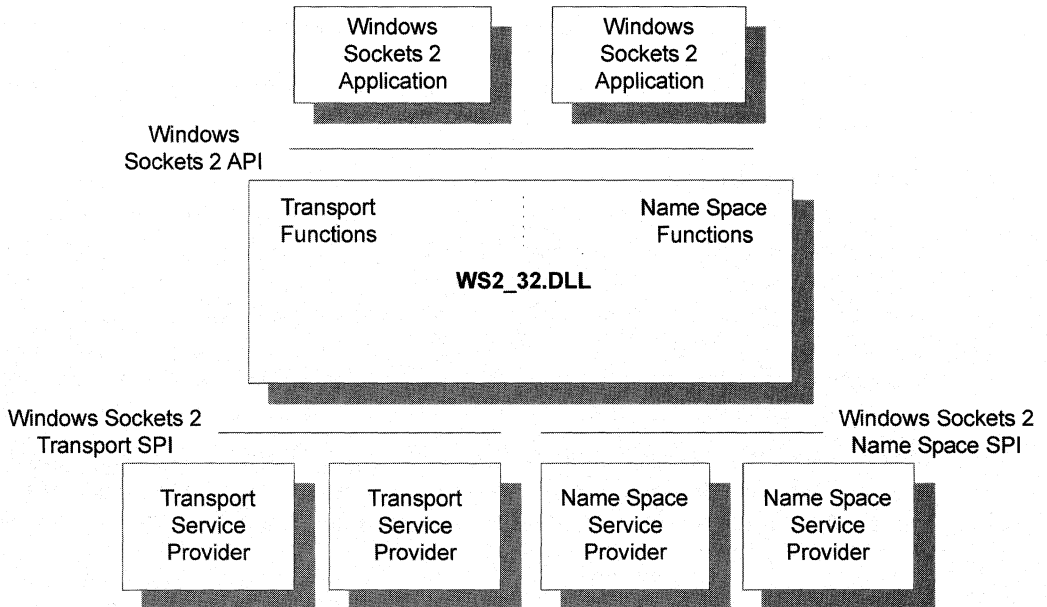 Windows
Sockets 2
Application
Windows
Sockets 2
Application
Windows
Sockets 2 API
Transport
Functions
Name Space
Functions
WS2_32.DLL
Windows Sockets 2
Transport SPI
Windows Sockets 2
Name Space SPI
Transport
Service
Provider
Transport
Service
Provider
Name Space
Service
Provider
Name Space
Service
Provider